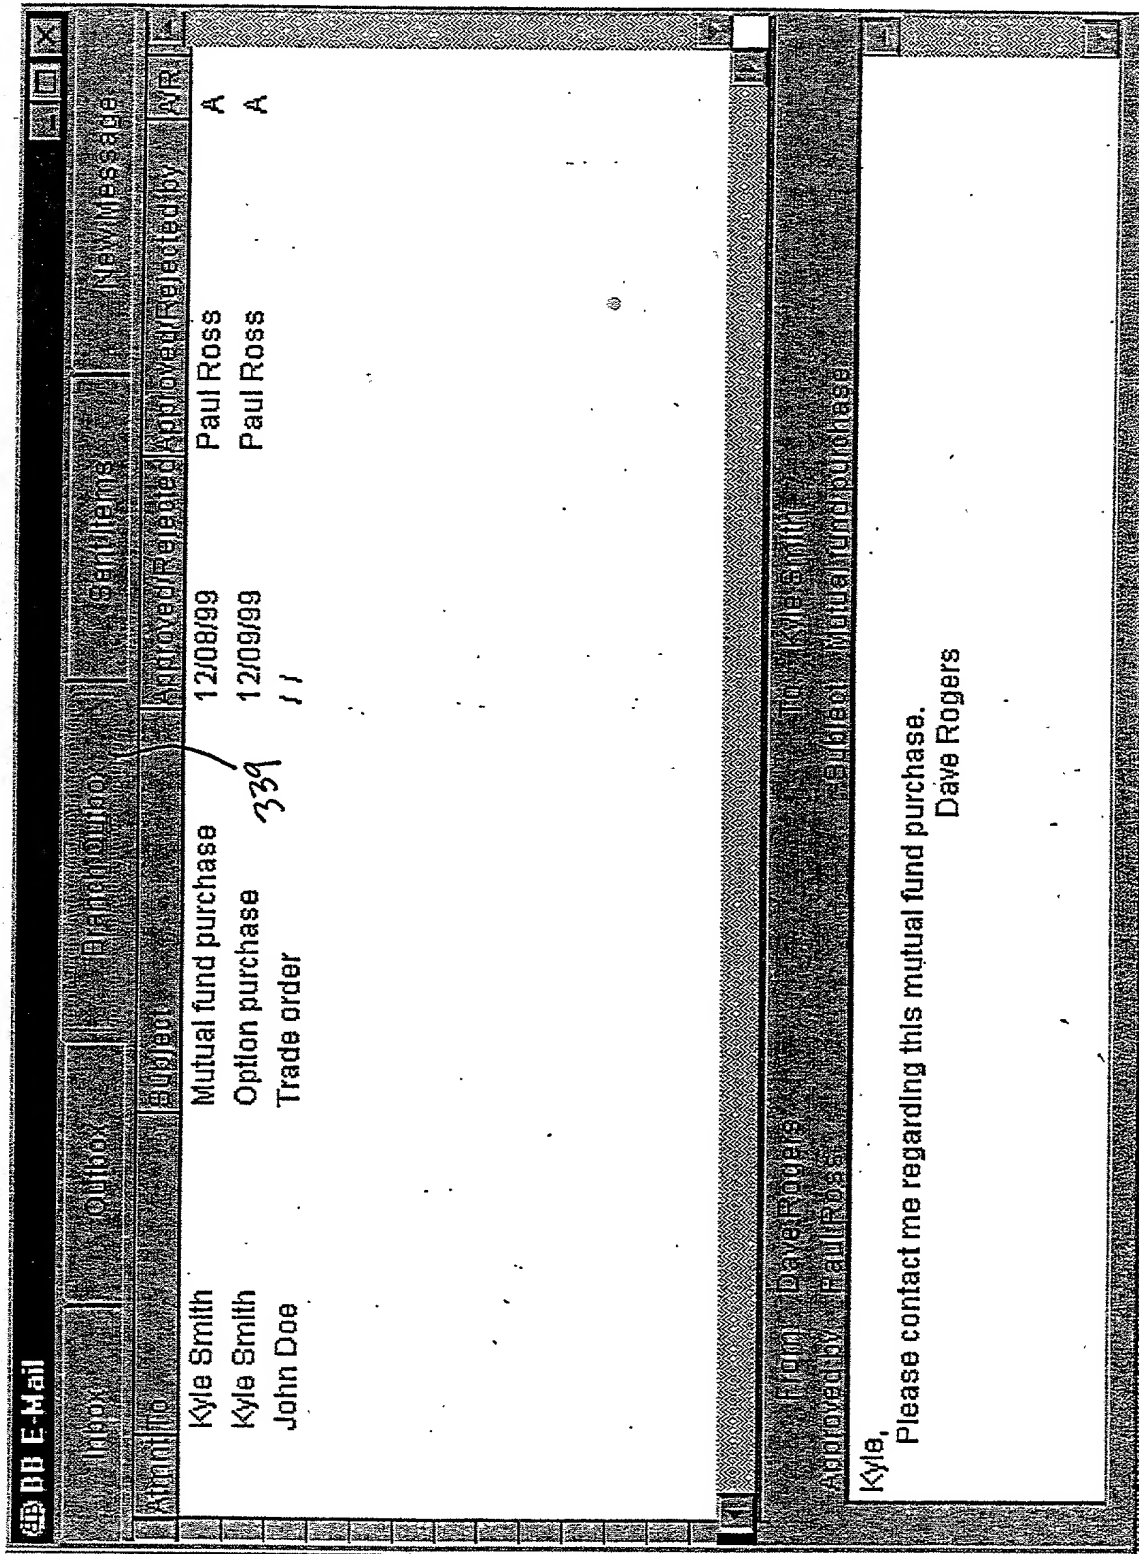 BB E-Mail
Inbox Outbox Branch outbox Sent Items New Message
Attmnt To Subject Approved/Rejected Approved/Rejected by A/R
Kyle Smith Mutual fund purchase 12/08/99 Paul Ross A
Kyle Smith Option purchase 12/09/99 Paul Ross A
John Doe Trade order / /
339
From Dave Rogers To Kyle Smith
Approved by Paul Ross Subject Mutual fund purchase
Kyle,
Please contact me regarding this mutual fund purchase.
Dave Rogers